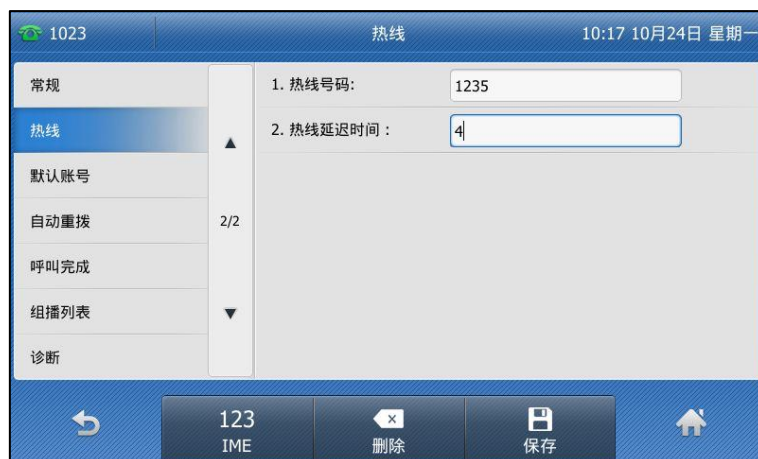 1023 热线 10:17 10月24日 星期一
常规
热线
默认账号
自动重拨
呼叫完成
组播列表
诊断
2/2
1. 热线号码: 1235
2. 热线延迟时间： 4
123
IME
删除
保存